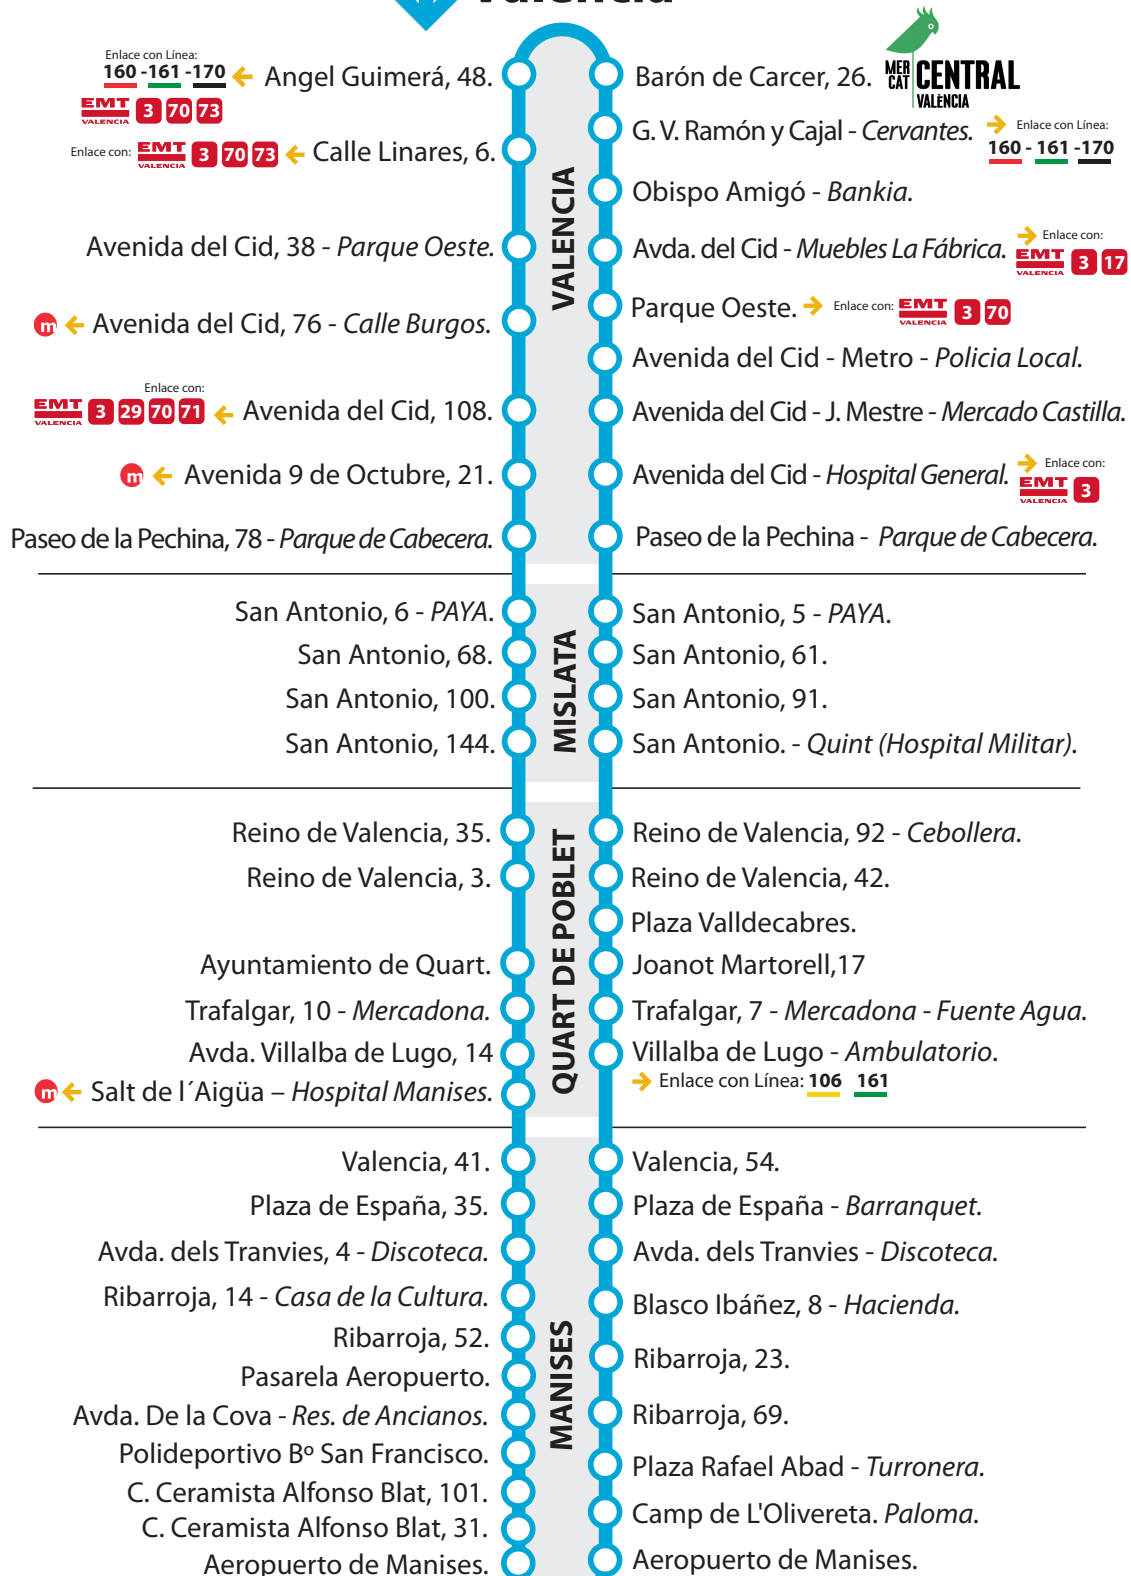 Valencia
Enlace con Línea:
160 - 161 - 170
Angel Guimerá, 48.
EMT VALENCIA 3 70 73
Enlace con: EMT VALENCIA 3 70 73
Calle Linares, 6.
Avenida del Cid, 38 - Parque Oeste.
m Avenida del Cid, 76 - Calle Burgos.
Enlace con:
EMT VALENCIA 3 29 70 71
Avenida del Cid, 108.
m Avenida 9 de Octubre, 21.
Paseo de la Pechina, 78 - Parque de Cabecera.
VALENCIA
Barón de Carcer, 26.
MERCAT CENTRAL
VALÈNCIA
G. V. Ramón y Cajal - Cervantes.
Enlace con Línea:
160 - 161 - 170
Obispo Amigó - Bankia.
Avda. del Cid - Muebles La Fábrica.
Enlace con:
EMT VALENCIA 3 17
Parque Oeste.
Enlace con: EMT VALENCIA 3 70
Avenida del Cid - Metro - Policia Local.
Avenida del Cid - J. Mestre - Mercado Castilla.
Avenida del Cid - Hospital General.
Enlace con:
EMT VALENCIA 3
Paseo de la Pechina - Parque de Cabecera.
San Antonio, 6 - PAYA.
San Antonio, 68.
San Antonio, 100.
San Antonio, 144.
MISLATA
San Antonio, 5 - PAYA.
San Antonio, 61.
San Antonio, 91.
San Antonio. - Quint (Hospital Militar).
Reino de Valencia, 35.
Reino de Valencia, 3.
Ayuntamiento de Quart.
Trafalgar, 10 - Mercadona.
Avda. Villalba de Lugo, 14
m Salt de l´Aigüa – Hospital Manises.
QUART DE POBLET
Reino de Valencia, 92 - Cebollera.
Reino de Valencia, 42.
Plaza Valldecabres.
Joanot Martorell,17
Trafalgar, 7 - Mercadona - Fuente Agua.
Villalba de Lugo - Ambulatorio.
Enlace con Línea: 106 161
Valencia, 41.
Plaza de España, 35.
Avda. dels Tranvies, 4 - Discoteca.
Ribarroja, 14 - Casa de la Cultura.
Ribarroja, 52.
Pasarela Aeropuerto.
Avda. De la Cova - Res. de Ancianos.
Polideportivo Bº San Francisco.
C. Ceramista Alfonso Blat, 101.
C. Ceramista Alfonso Blat, 31.
Aeropuerto de Manises.
MANISES
Valencia, 54.
Plaza de España - Barranquet.
Avda. dels Tranvies - Discoteca.
Blasco Ibáñez, 8 - Hacienda.
Ribarroja, 23.
Ribarroja, 69.
Plaza Rafael Abad - Turronera.
Camp de L'Olivereta. Paloma.
Aeropuerto de Manises.